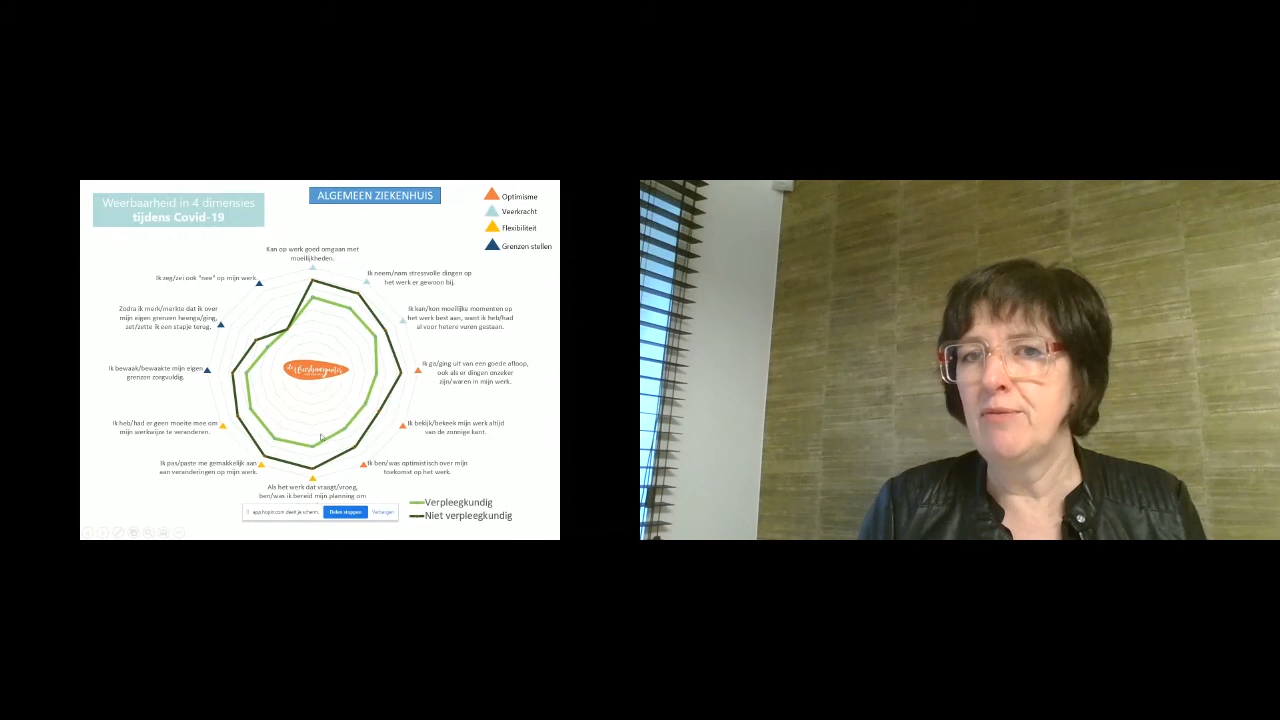 Weerbaarheid in 4 dimensies
tijdens Covid-19
ALGEMEEN ZIEKENHUIS
Optimisme
Veerkracht
Flexibiliteit
Grenzen stellen
Kan op werk goed omgaan met
moeilijkheden.
Ik neem/nam stressvolle dingen op
het werk er gewoon bij.
Ik kan/kon moeilijke momenten op
het werk best aan, want ik heb/had
al voor hetere vuren gestaan.
Ik ga/ging uit van een goede afloop,
ook als er dingen onzeker
zijn/waren in mijn werk.
Ik bekijk/bekeek mijn werk altijd
van de zonnige kant.
Ik ben/was optimistisch over mijn
toekomst op het werk.
Als het werk dat vraagt/vroeg,
ben/was ik bereid mijn planning om
Ik pas/paste me gemakkelijk aan
aan veranderingen op mijn werk.
Ik heb/had er geen moeite mee om
mijn werkwijze te veranderen.
Ik bewaak/bewaakte mijn eigen
grenzen zorgvuldig.
Zodra ik merk/merkte dat ik over
mijn eigen grenzen heenga/ging,
zet/zette ik een stapje terug.
Ik zeg/zei ook "nee" op mijn werk.
app.hopin.com deelt je scherm. Delen stoppen Verbergen
Verpleegkundig
Niet verpleegkundig